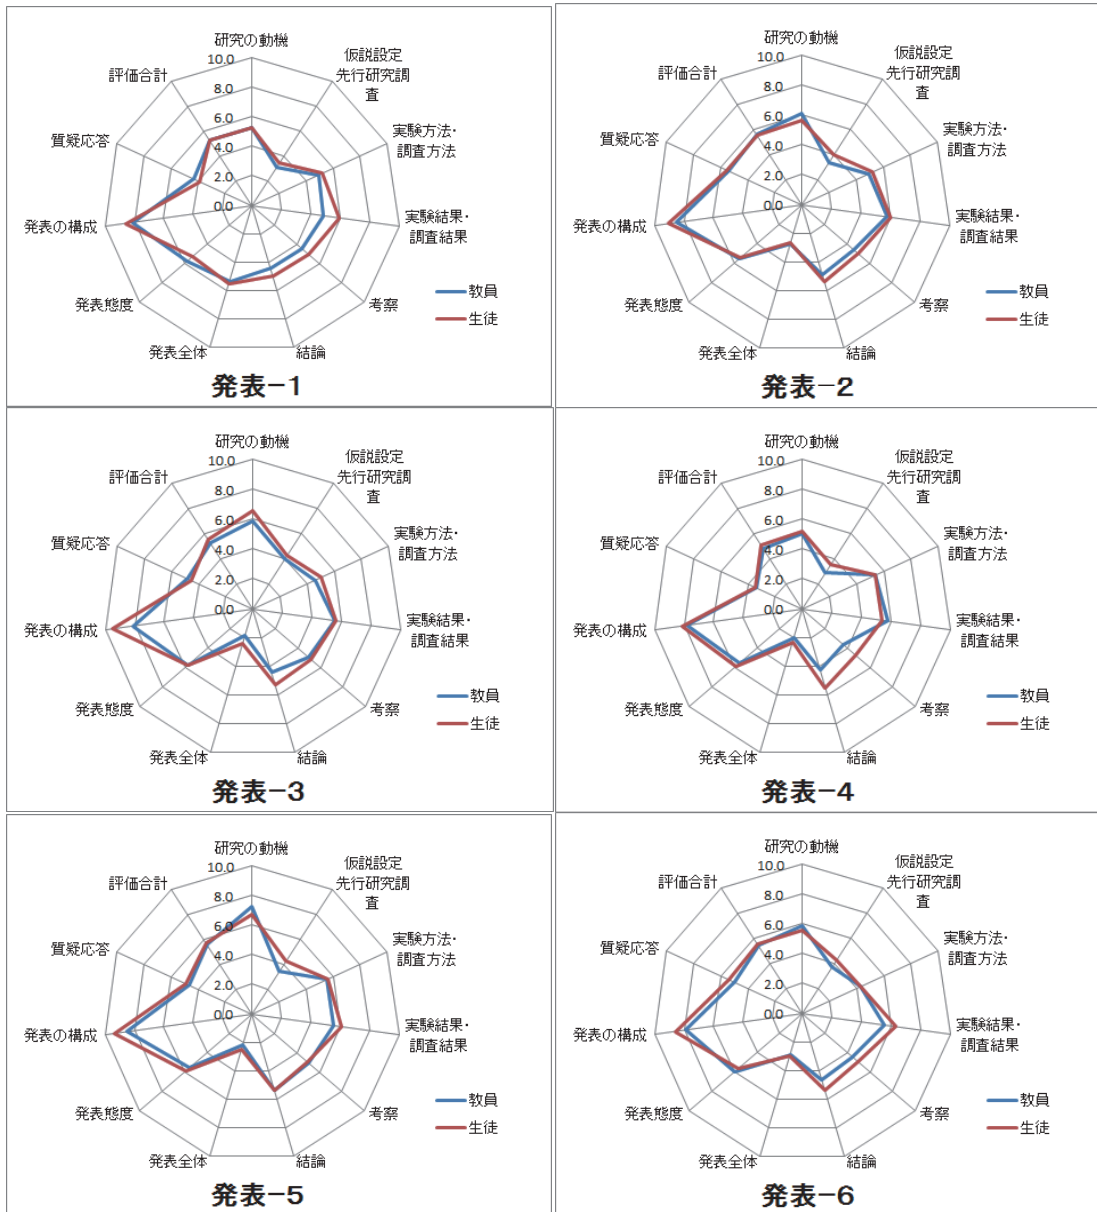 研究の動機
10.0
仮説設定
先行研究調
査
8.0
評価合計
6.0
実験方法・
調査方法
質疑応答
4.0
2.0
0.0
発表の構成
実験結果・
調査結果
発表態度
考察
教員
生徒
発表全体
結論
発表-1
研究の動機
10.0
仮説設定
先行研究調
査
8.0
評価合計
6.0
実験方法・
調査方法
質疑応答
4.0
2.0
0.0
発表の構成
実験結果・
調査結果
発表態度
考察
教員
生徒
発表全体
結論
発表-2
研究の動機
10.0
仮説設定
先行研究調
査
8.0
評価合計
6.0
実験方法・
調査方法
質疑応答
4.0
2.0
0.0
発表の構成
実験結果・
調査結果
発表態度
考察
教員
生徒
発表全体
結論
発表-3
研究の動機
10.0
仮説設定
先行研究調
査
8.0
評価合計
6.0
実験方法・
調査方法
質疑応答
4.0
2.0
0.0
発表の構成
実験結果・
調査結果
発表態度
考察
教員
生徒
発表全体
結論
発表-4
研究の動機
10.0
仮説設定
先行研究調
査
8.0
評価合計
6.0
実験方法・
調査方法
質疑応答
4.0
2.0
0.0
発表の構成
実験結果・
調査結果
発表態度
考察
教員
生徒
発表全体
結論
発表-5
研究の動機
10.0
仮説設定
先行研究調
査
8.0
評価合計
6.0
実験方法・
調査方法
質疑応答
4.0
2.0
0.0
発表の構成
実験結果・
調査結果
発表態度
考察
教員
生徒
発表全体
結論
発表-6